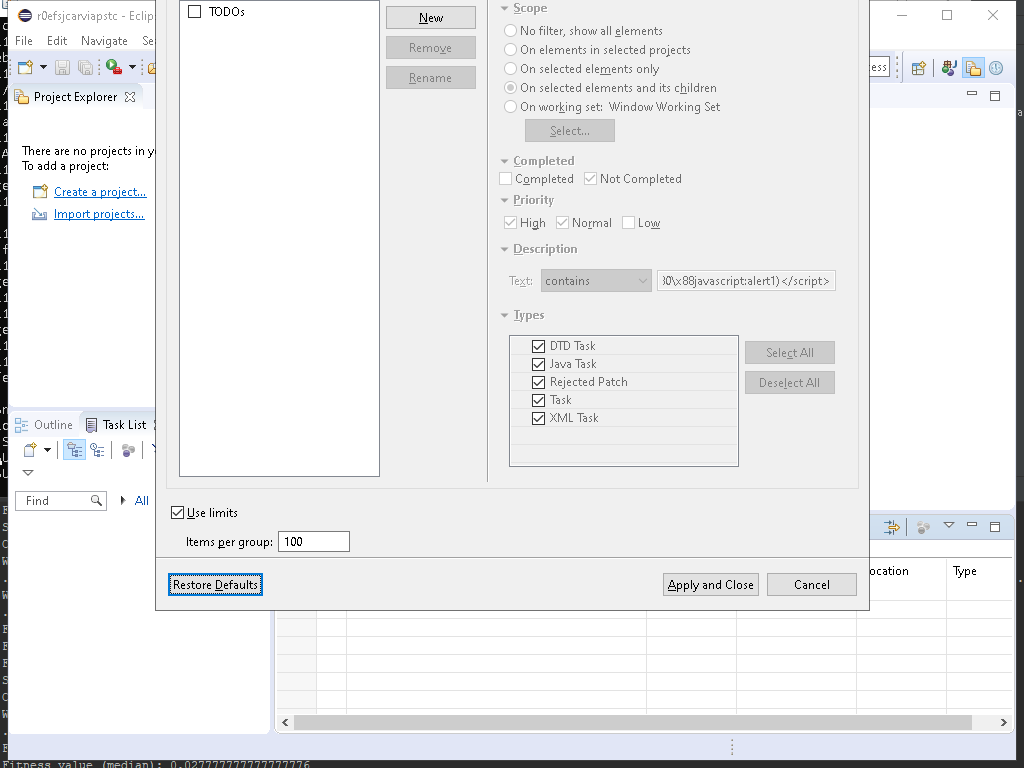 r0efsjcarviapstc - Eclip
File Edit Navigate Se
Project Explorer
There are no projects in y
To add a project:
Create a project...
Import projects...
Outline
Task List
Find
All
TODOs
New
Remove
Rename
Scope
No filter, show all elements
On elements in selected projects
On selected elements only
On selected elements and its children
On working set: Window Working Set
Select...
Completed
Completed
Not Completed
Priority
High
Normal
Low
Description
Text:
contains
30\x88javascript:alert1)</script>
Types
DTD Task
Java Task
Rejected Patch
Task
XML Task
Select All
Deselect All
Use limits
Items per group: 100
Restore Defaults
Apply and Close
Cancel
ess
ocation
Type
Fitness value (median): 0.027777777777777776